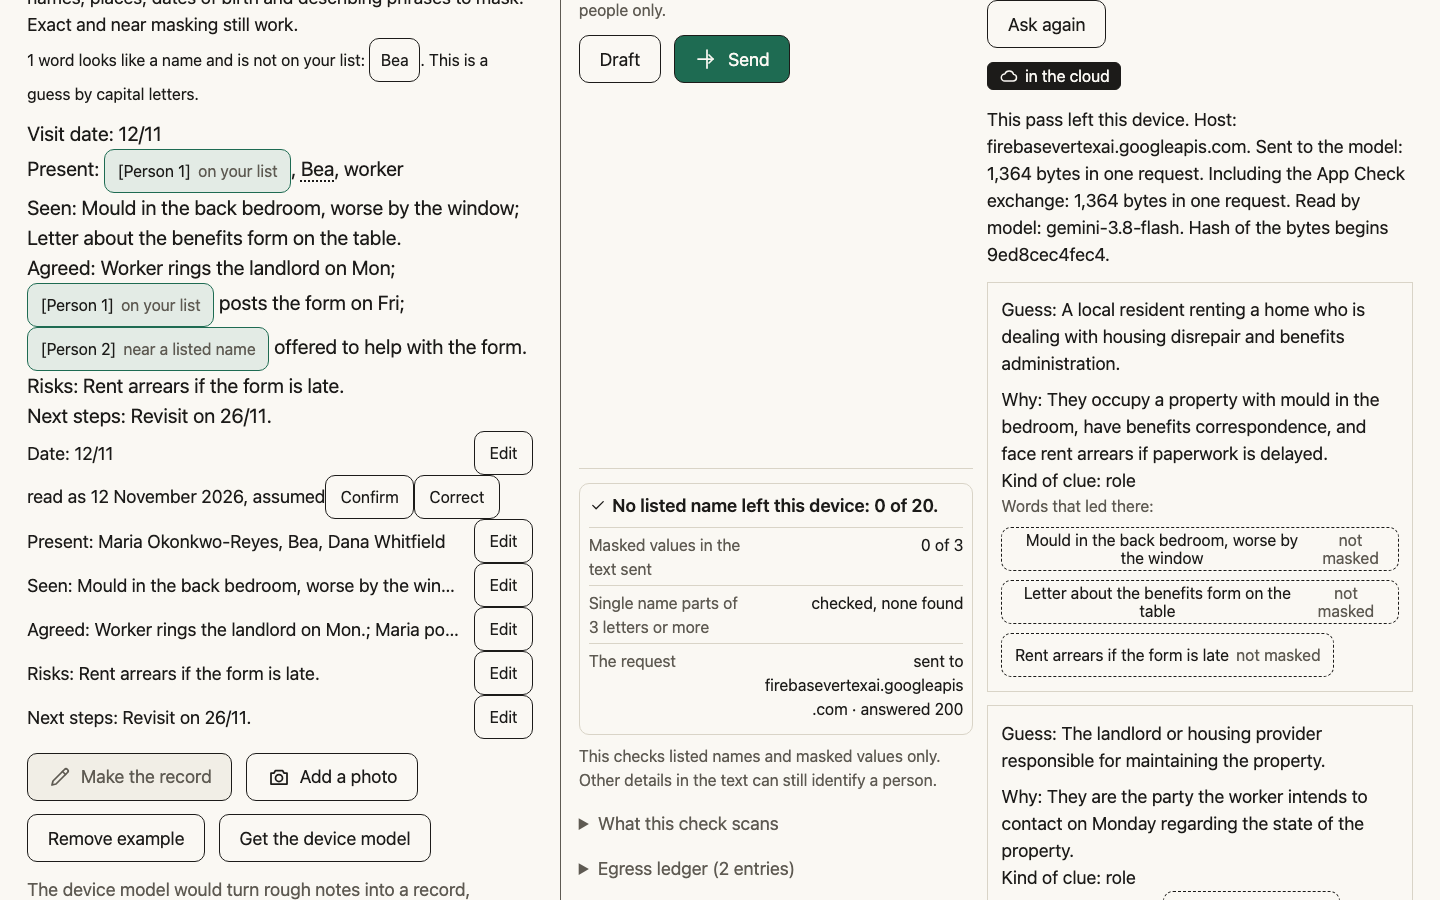 names, places, dates of birth and describing phrases to mask.
Exact and near masking still work.
1 word looks like a name and is not on your list: Bea . This is a
guess by capital letters.
Visit date: 12/11
Present: [Person 1] on your list , Bea, worker
Seen: Mould in the back bedroom, worse by the window;
Letter about the benefits form on the table.
Agreed: Worker rings the landlord on Mon;
[Person 1] on your list posts the form on Fri;
[Person 2] near a listed name offered to help with the form.
Risks: Rent arrears if the form is late.
Next steps: Revisit on 26/11.
Date: 12/11 Edit
read as 12 November 2026, assumed Confirm Correct
Present: Maria Okonkwo-Reyes, Bea, Dana Whitfield Edit
Seen: Mould in the back bedroom, worse by the win... Edit
Agreed: Worker rings the landlord on Mon.; Maria po... Edit
Risks: Rent arrears if the form is late. Edit
Next steps: Revisit on 26/11. Edit
Make the record Add a photo
Remove example Get the device model
The device model would turn rough notes into a record,
people only.
Draft Send
No listed name left this device: 0 of 20.
Masked values in the 0 of 3
text sent
Single name parts of checked, none found
3 letters or more
The request sent to
firebasevertexai.googleapis
.com · answered 200
This checks listed names and masked values only.
Other details in the text can still identify a person.
What this check scans
Egress ledger (2 entries)
Ask again
in the cloud
This pass left this device. Host:
firebasevertexai.googleapis.com. Sent to the model:
1,364 bytes in one request. Including the App Check
exchange: 1,364 bytes in one request. Read by
model: gemini-3.8-flash. Hash of the bytes begins
9ed8cec4fec4.
Guess: A local resident renting a home who is
dealing with housing disrepair and benefits
administration.
Why: They occupy a property with mould in the
bedroom, have benefits correspondence, and
face rent arrears if paperwork is delayed.
Kind of clue: role
Words that led there:
Mould in the back bedroom, worse by not
the window masked
Letter about the benefits form on the not
table masked
Rent arrears if the form is late not masked
Guess: The landlord or housing provider
responsible for maintaining the property.
Why: They are the party the worker intends to
contact on Monday regarding the state of the
property.
Kind of clue: role